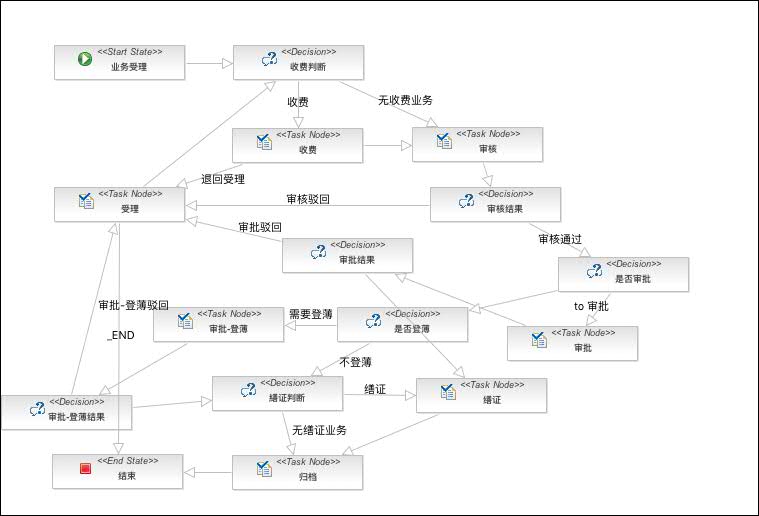 <<Start State>>
业务受理
<<Decision>>
收费判断
收费
无收费业务
<<Task Node>>
收费
<<Task Node>>
审核
退回受理
<<Task Node>>
受理
审核驳回
<<Decision>>
审核结果
审批驳回
<<Decision>>
审批结果
审核通过
<<Decision>>
是否审批
审批-登薄驳回
<<Task Node>>
审批-登薄
需要登薄
<<Decision>>
是否登薄
to 审批
<<Task Node>>
审批
_END
不登薄
<<Decision>>
审批-登薄结果
<<Decision>>
缮证判断
缮证
<<Task Node>>
缮证
无缮证业务
<<End State>>
结束
<<Task Node>>
归档